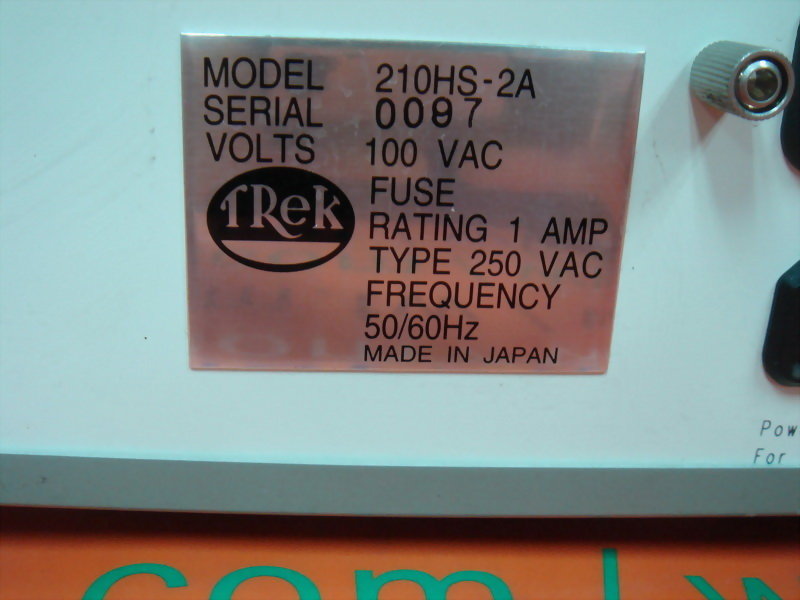 MODEL 210HS-2A
SERIAL 0097
VOLTS 100 VAC
TRek
FUSE
RATING 1 AMP
TYPE 250 VAC
FREQUENCY
50/60Hz
MADE IN JAPAN
Pow
For
com